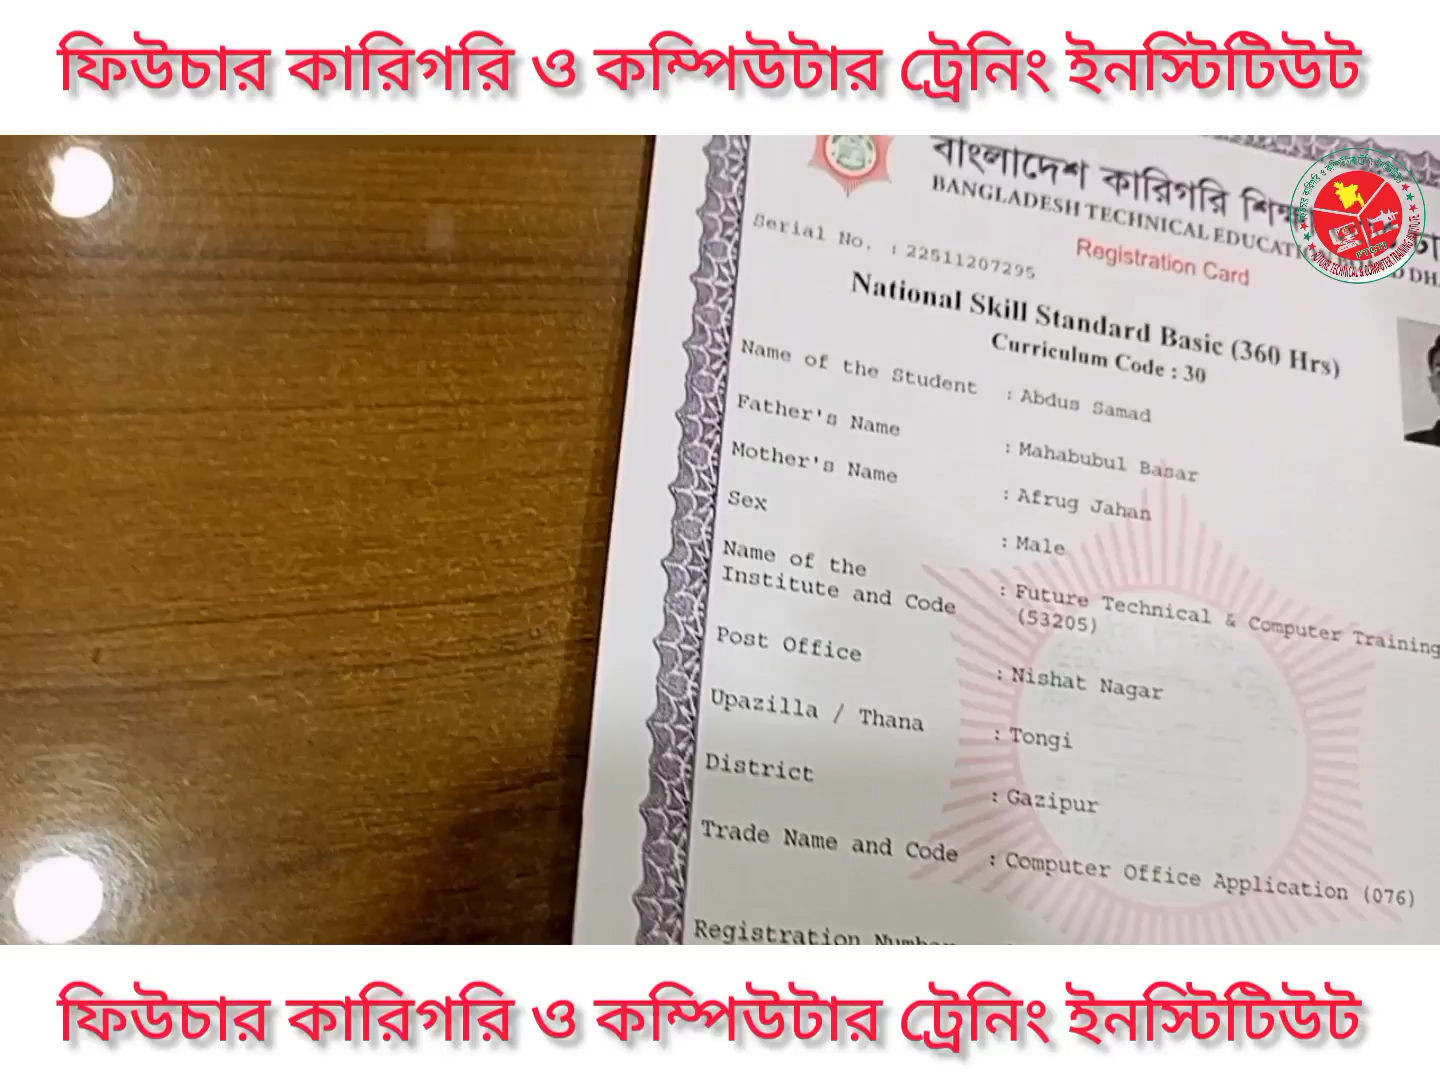 ফিউচার কারিগরি ও কম্পিউটার ট্রেনিং ইনস্টিটিউট
বাংলাদেশ কারিগরি
BANGLADESH TECHNICAL
Registration Card
Serial No. : 22511207295
National Skill Standard Basic (360 Hrs)
Curriculum Code : 30
Name of the Student : Abdus Samad
Father's Name : Mahabubul Basar
Mother's Name : Afrug Jahan
Sex : Male
Name of the
Institute and Code : Future Technical & Computer Training
(53205)
Post Office : Nishat Nagar
Upazilla / Thana : Tongi
District : Gazipur
Trade Name and Code : Computer Office Application (076)
Registration
ফিউচার কারিগরি ও কম্পিউটার ট্রেনিং ইনস্টিটিউট